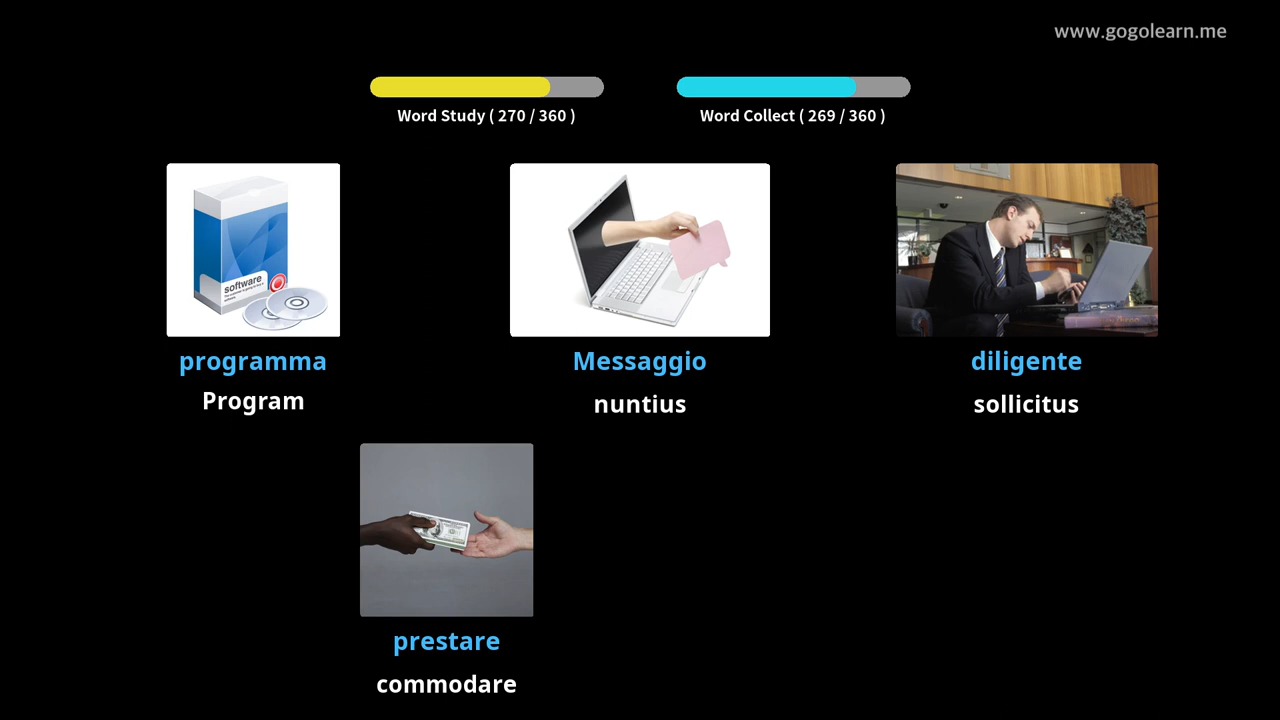 www.gogolearn.me
Word Study ( 270 / 360 )
Word Collect ( 269 / 360 )
software
programma
Program
Messaggio
nuntius
diligente
sollicitus
prestare
commodare